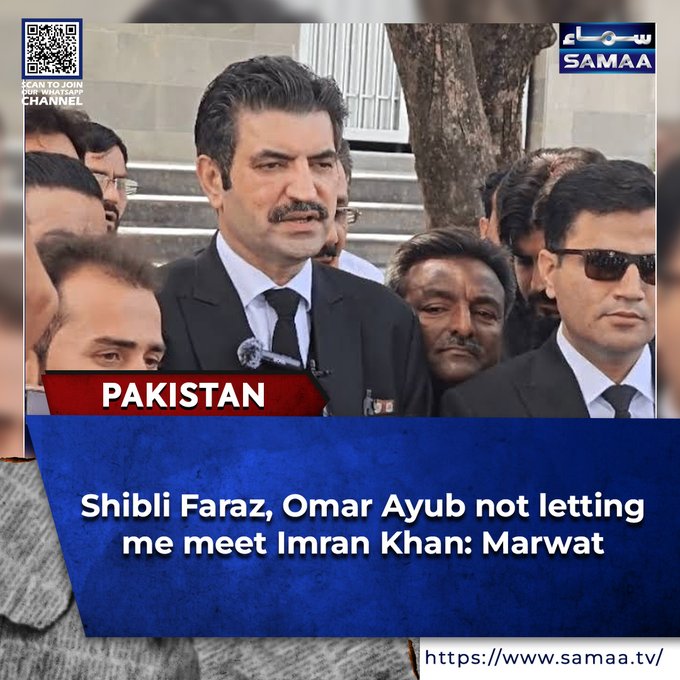 SCAN TO JOIN
OUR WHATSAPP
CHANNEL
سماء
SAMAA
PAKISTAN
Shibli Faraz, Omar Ayub not letting
me meet Imran Khan: Marwat
https://www.samaa.tv/